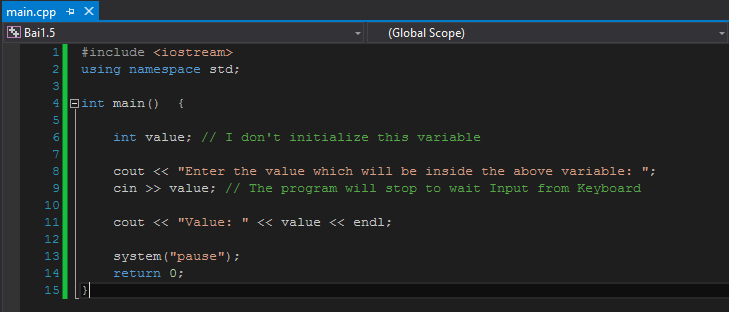 main.cpp
Bai1.5 (Global Scope)
1 #include <iostream>
2 using namespace std;
3
4 int main()  {
5
6     int value; // I don't initialize this variable
7
8     cout << "Enter the value which will be inside the above variable: ";
9     cin >> value; // The program will stop to wait Input from Keyboard
10
11     cout << "Value: " << value << endl;
12
13     system("pause");
14     return 0;
15 }